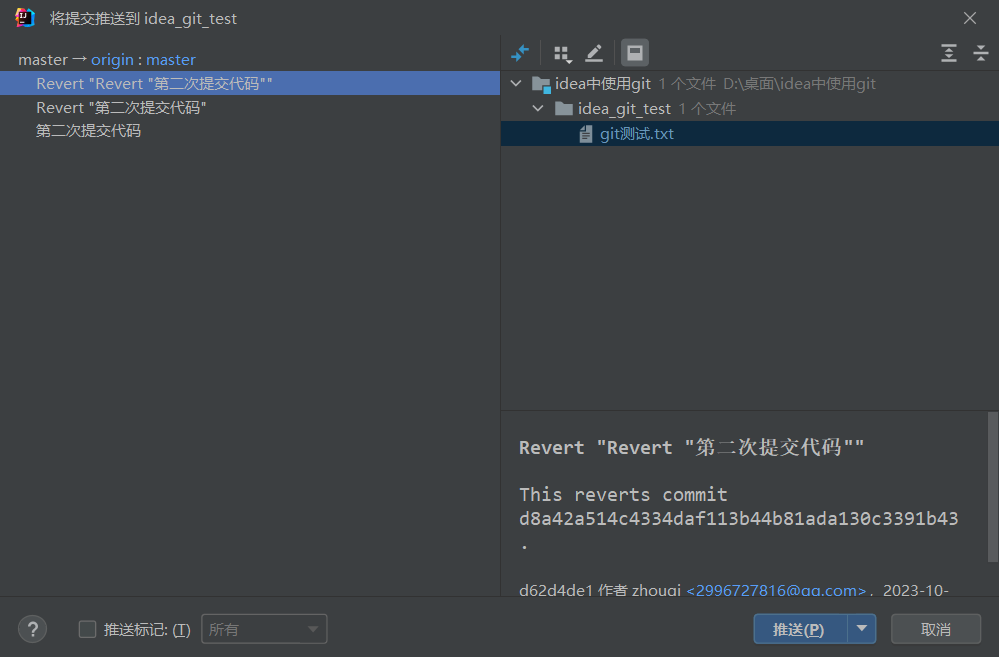 将提交推送到 idea_git_test
master → origin : master
Revert "Revert "第二次提交代码""
Revert "第二次提交代码"
第二次提交代码
idea中使用git 1 个文件 D:\桌面\idea中使用git
idea_git_test 1 个文件
git测试.txt
Revert "Revert "第二次提交代码""
This reverts commit
d8a42a514c4334daf113b44b81ada130c3391b43
.
d62d4de1 作者 zhouqi <2996727816@qq.com>，2023-10-
? 推送标记: (T) 所有 推送(P) 取消